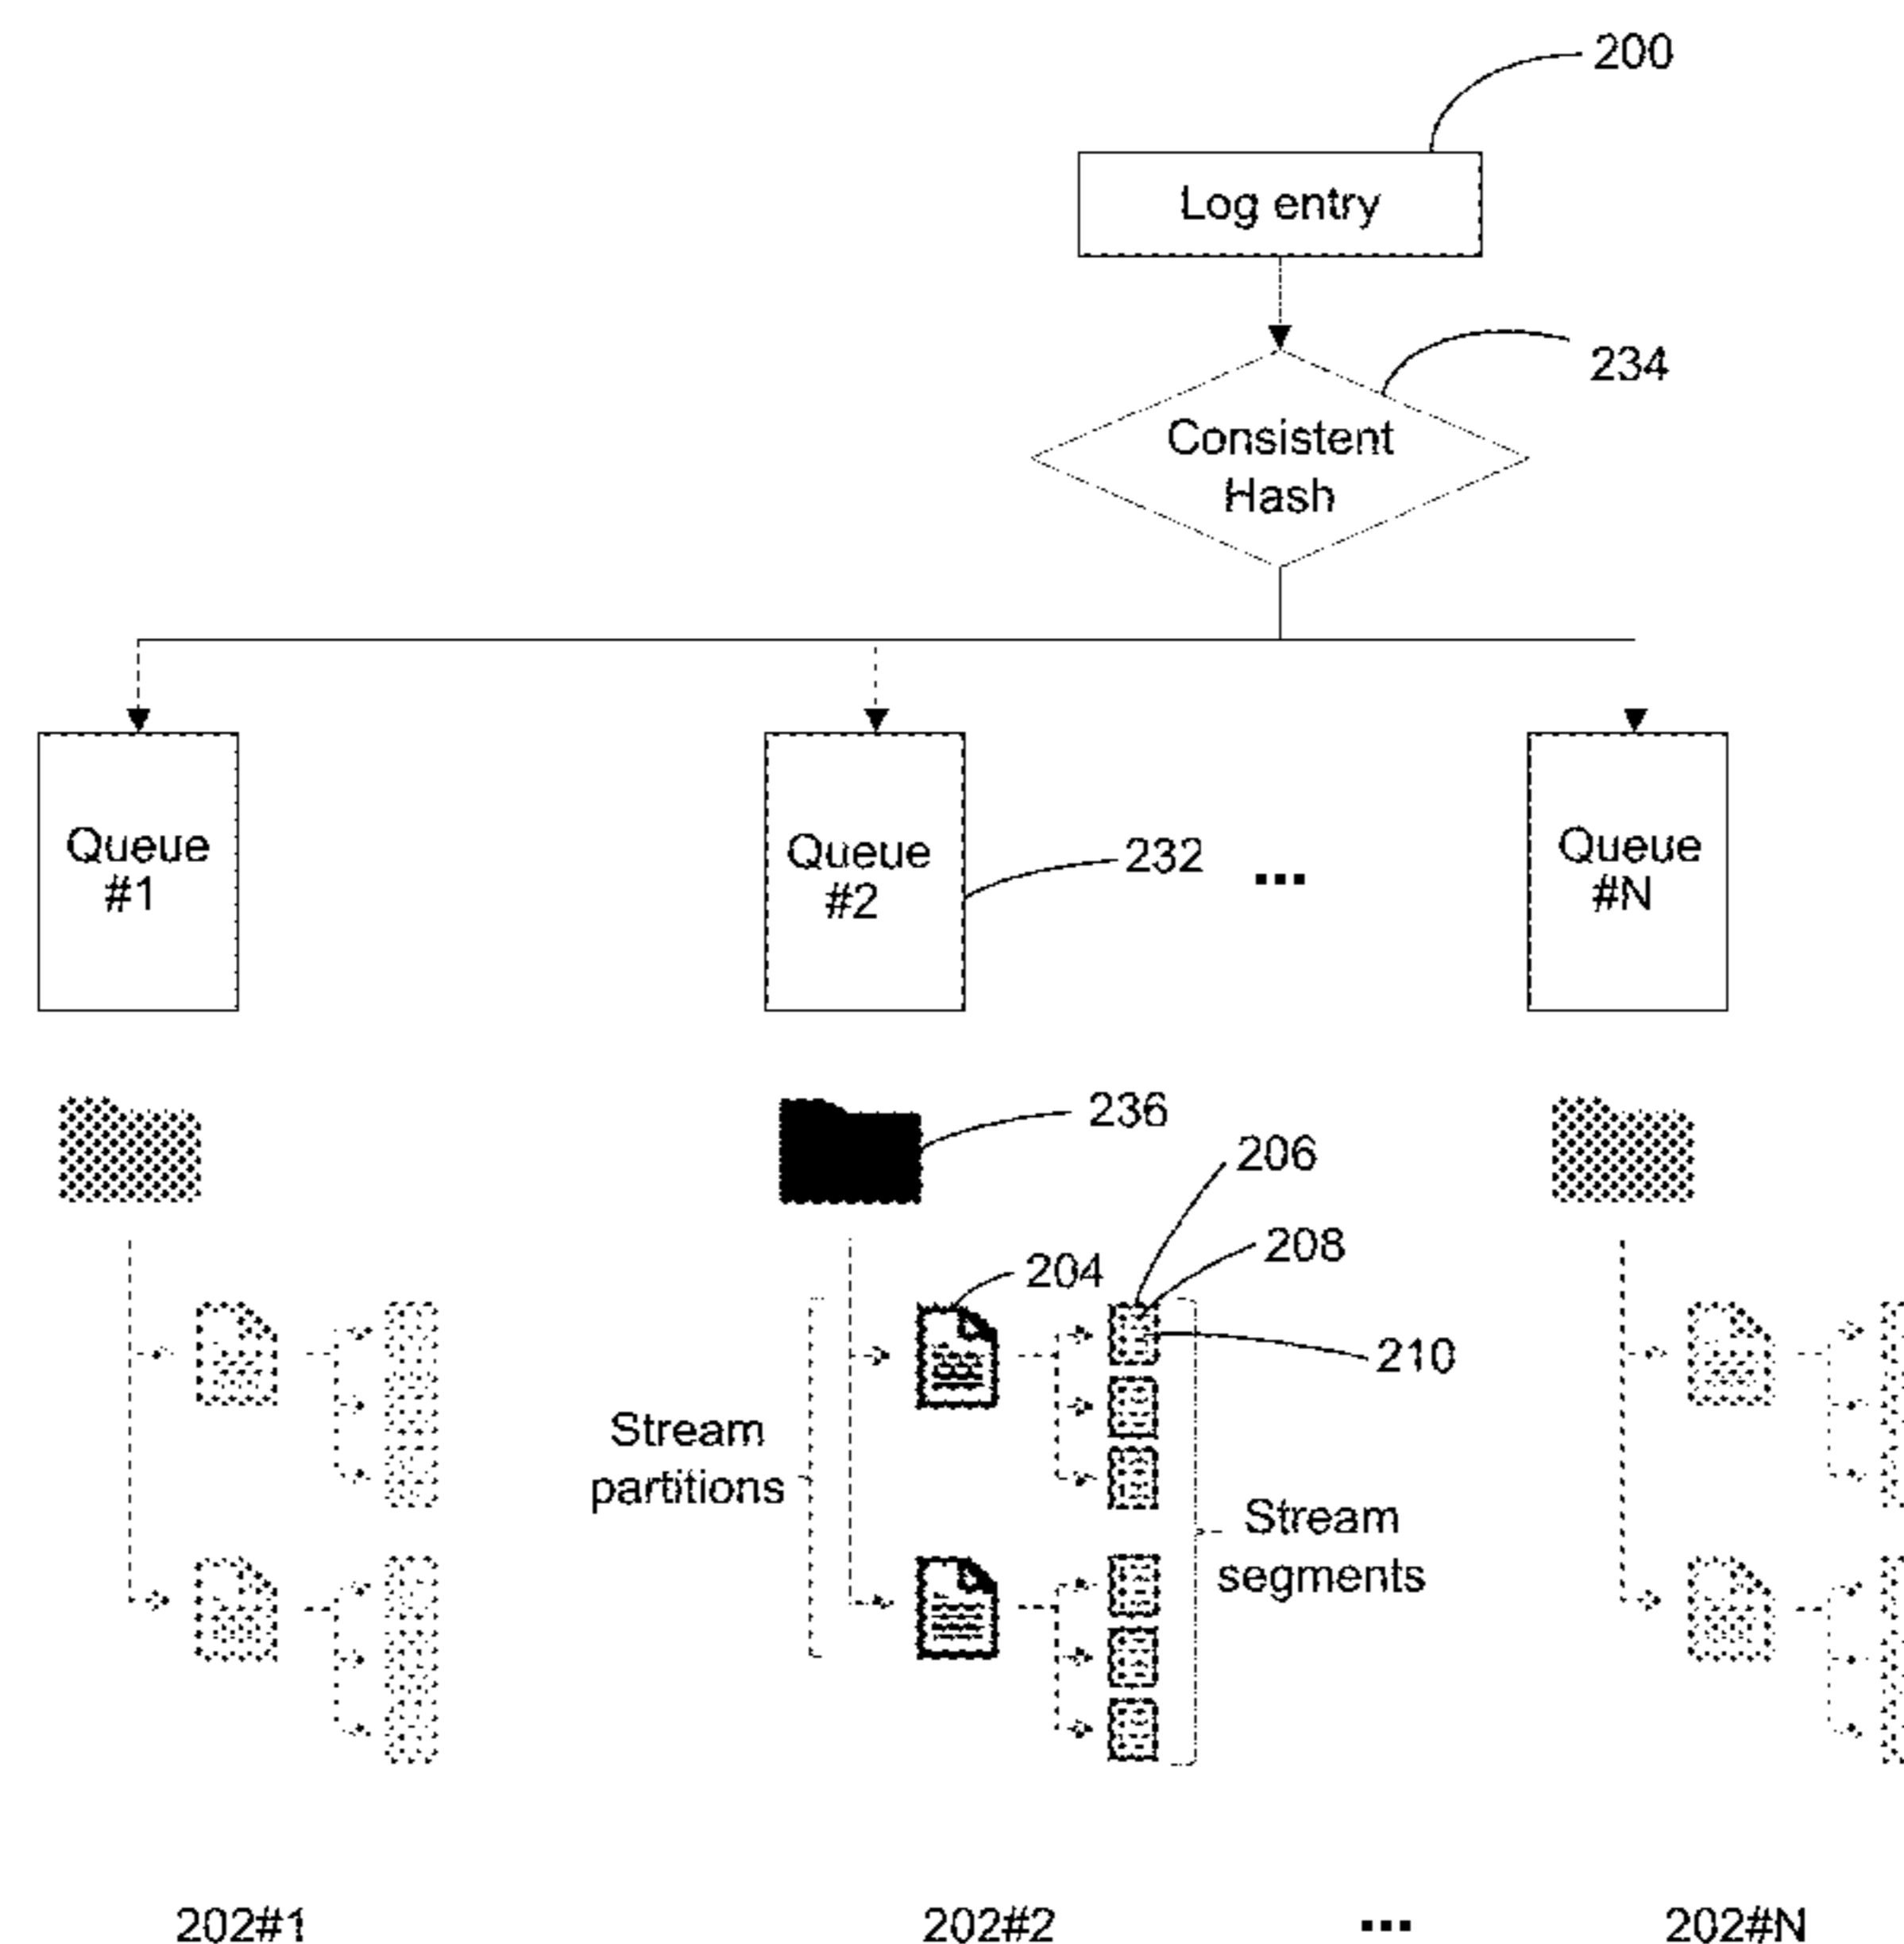 200
Log entry
234
Consistent
Hash
Queue
#1
Queue
#2
232
...
Queue
#N
236
206
208
204
210
Stream
partitions
Stream
segments
202#1
202#2
...
202#N